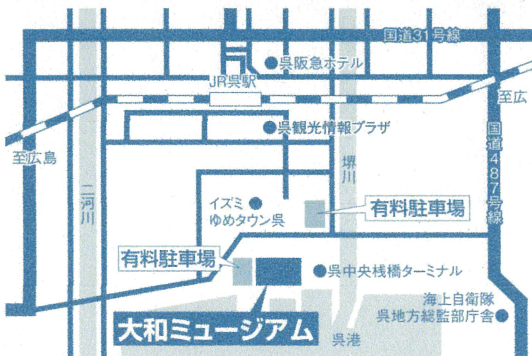 国道31号線
呉阪急ホテル
JR呉駅
至広
呉観光情報プラザ
至広島
国道487号線
堺川
二河川
イズミ
ゆめタウン呉
有料駐車場
有料駐車場
呉中央桟橋ターミナル
海上自衛隊
呉地方総監部庁舎
大和ミュージアム
呉港